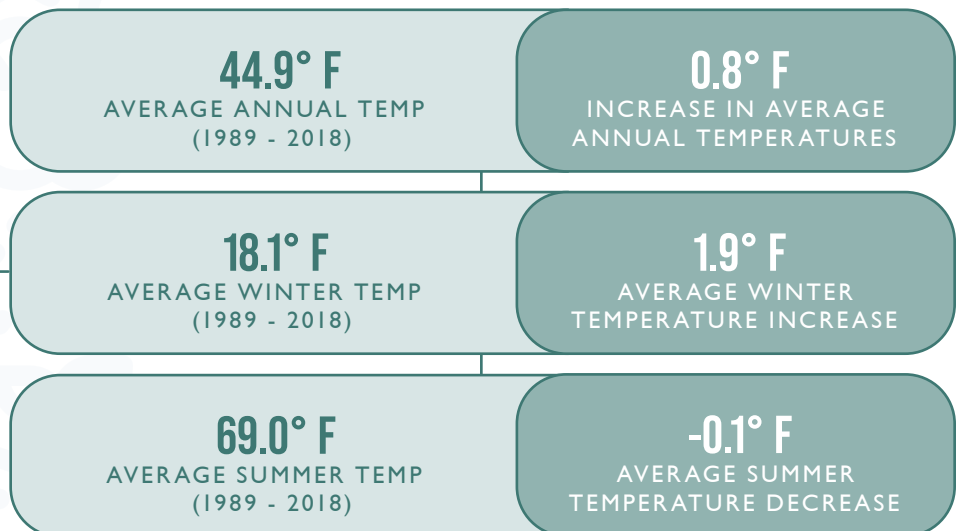 44.9° F
AVERAGE ANNUAL TEMP
(1989 - 2018)
0.8° F
INCREASE IN AVERAGE
ANNUAL TEMPERATURES
18.1° F
AVERAGE WINTER TEMP
(1989 - 2018)
1.9° F
AVERAGE WINTER
TEMPERATURE INCREASE
69.0° F
AVERAGE SUMMER TEMP
(1989 - 2018)
-0.1° F
AVERAGE SUMMER
TEMPERATURE DECREASE